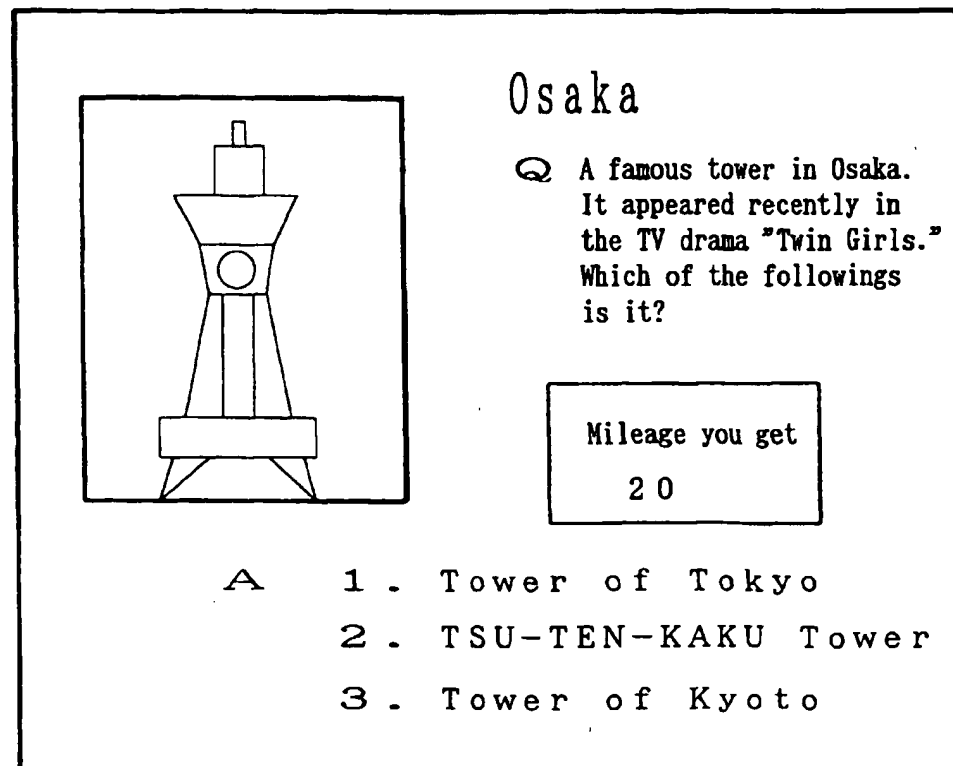 Osaka
Q A famous tower in Osaka.
It appeared recently in
the TV drama "Twin Girls."
Which of the followings
is it?
Mileage you get
20
A 1. Tower of Tokyo
2. TSU-TEN-KAKU Tower
3. Tower of Kyoto